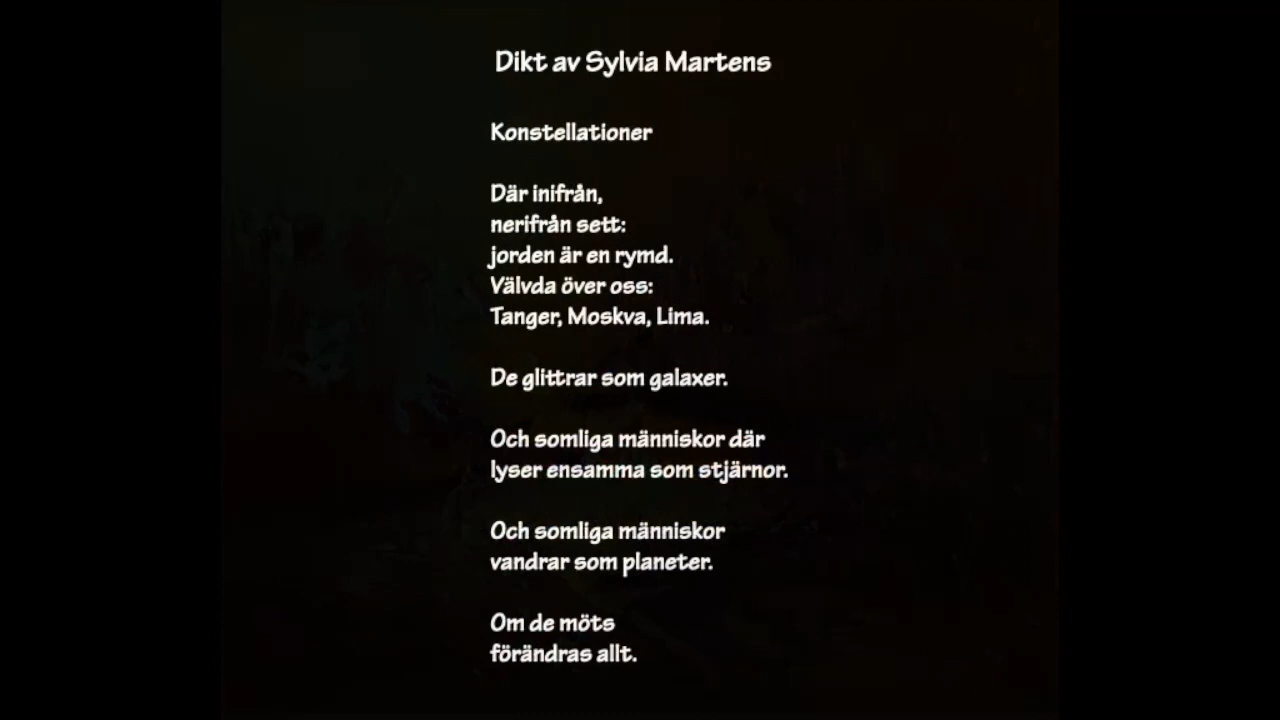 Dikt av Sylvia Martens
Konstellationer
Där inifrån,
nerifrån sett:
jorden är en rymd.
Välvda över oss:
Tanger, Moskva, Lima.
De glittrar som galaxer.
Och somliga människor där
lyser ensamma som stjärnor.
Och somliga människor
vandrar som planeter.
Om de möts
förändras allt.